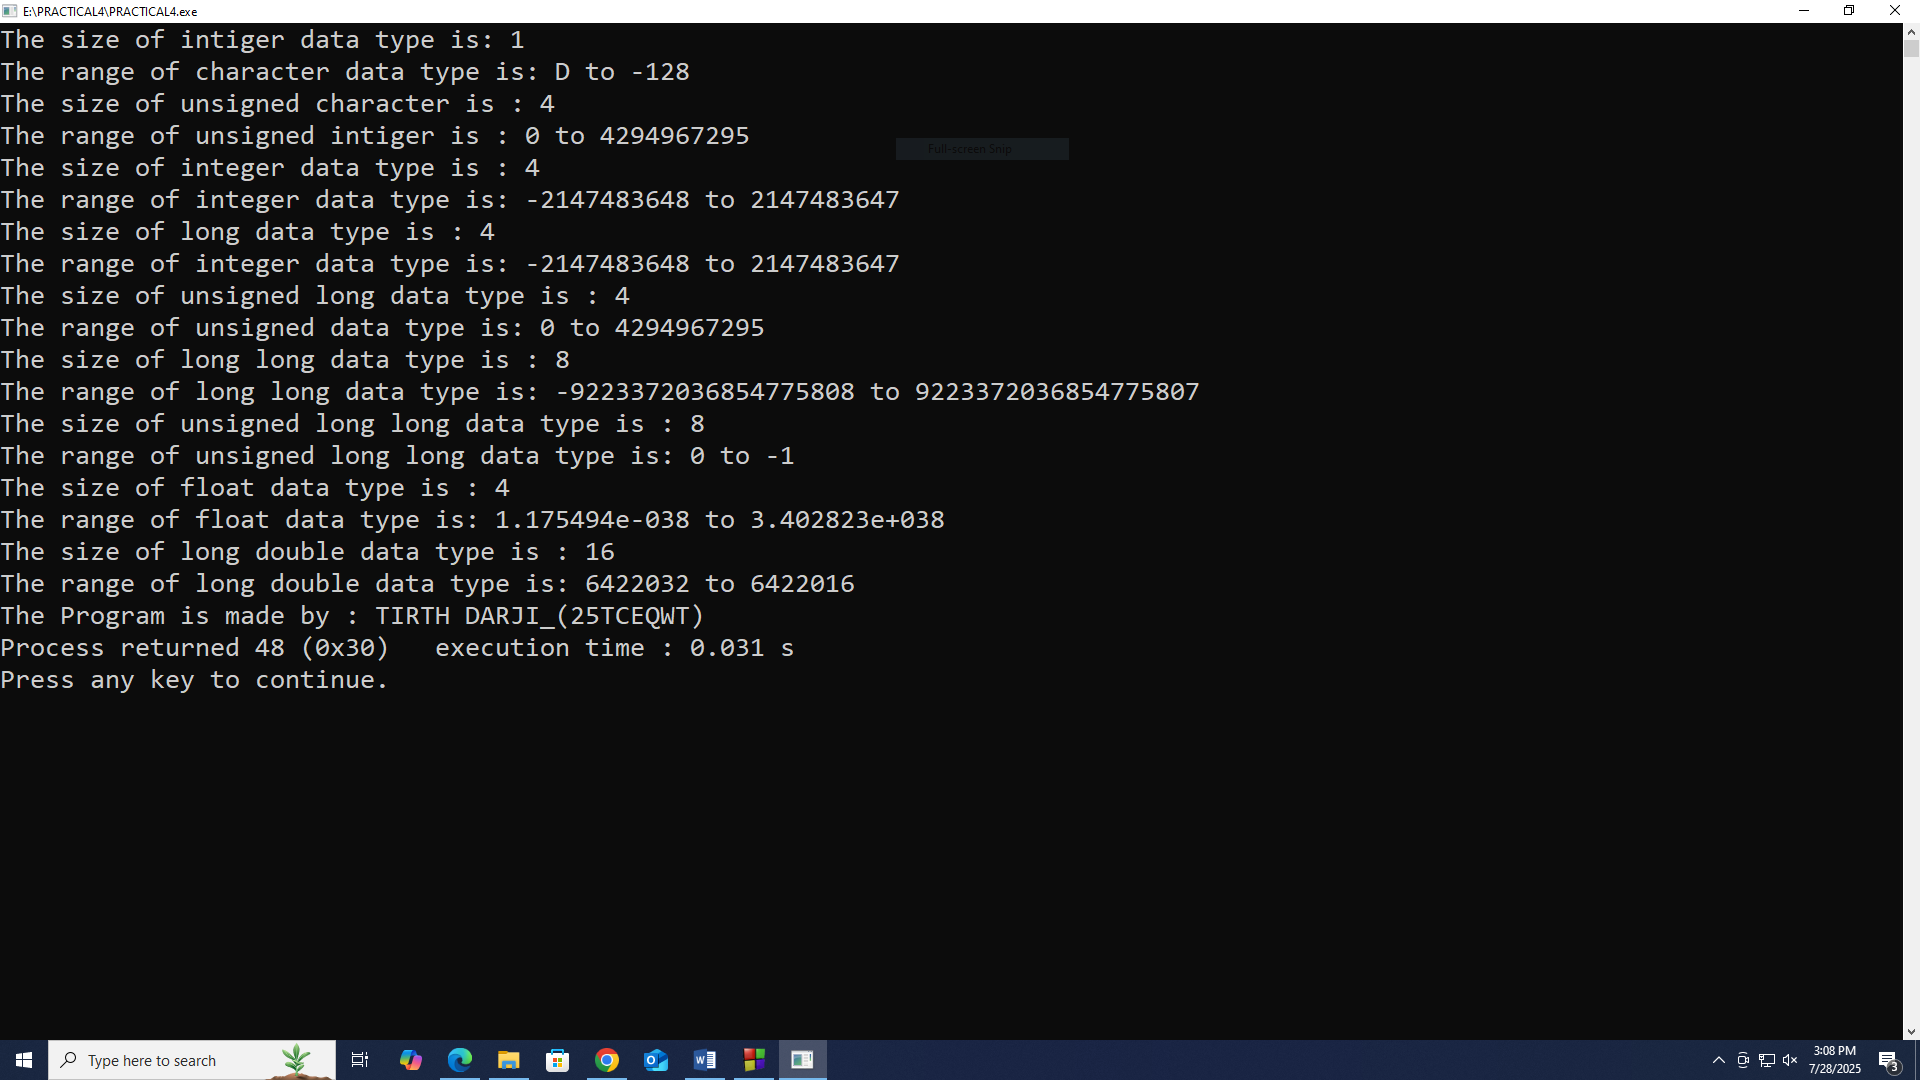 E:\PRACTICAL4\PRACTICAL4.exe
The size of intiger data type is: 1
The range of character data type is: D to -128
The size of unsigned character is : 4
The range of unsigned intiger is : 0 to 4294967295
Full-screen Snip
The size of integer data type is : 4
The range of integer data type is: -2147483648 to 2147483647
The size of long data type is : 4
The range of integer data type is: -2147483648 to 2147483647
The size of unsigned long data type is : 4
The range of unsigned data type is: 0 to 4294967295
The size of long long data type is : 8
The range of long long data type is: -9223372036854775808 to 9223372036854775807
The size of unsigned long long data type is : 8
The range of unsigned long long data type is: 0 to -1
The size of float data type is : 4
The range of float data type is: 1.175494e-038 to 3.402823e+038
The size of long double data type is : 16
The range of long double data type is: 6422032 to 6422016
The Program is made by : TIRTH DARJI_(25TCEQWT)
Process returned 48 (0x30)   execution time : 0.031 s
Press any key to continue.
Type here to search
3:08 PM
7/28/2025
3